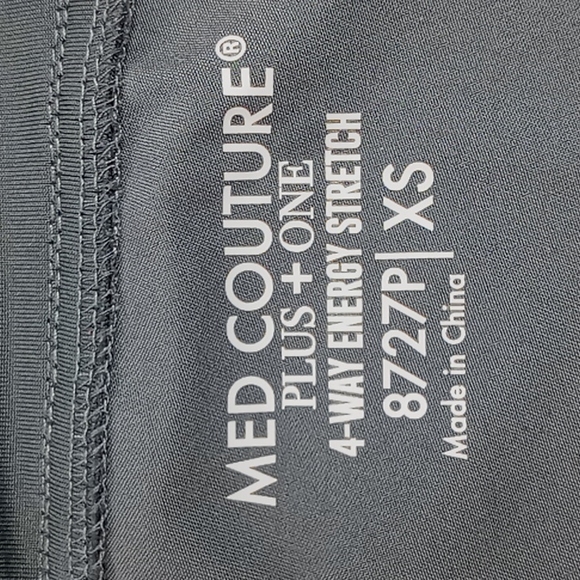 MED COUTURE®
PLUS+ONE
4-WAY ENERGY STRETCH
8727P| XS
Made in China